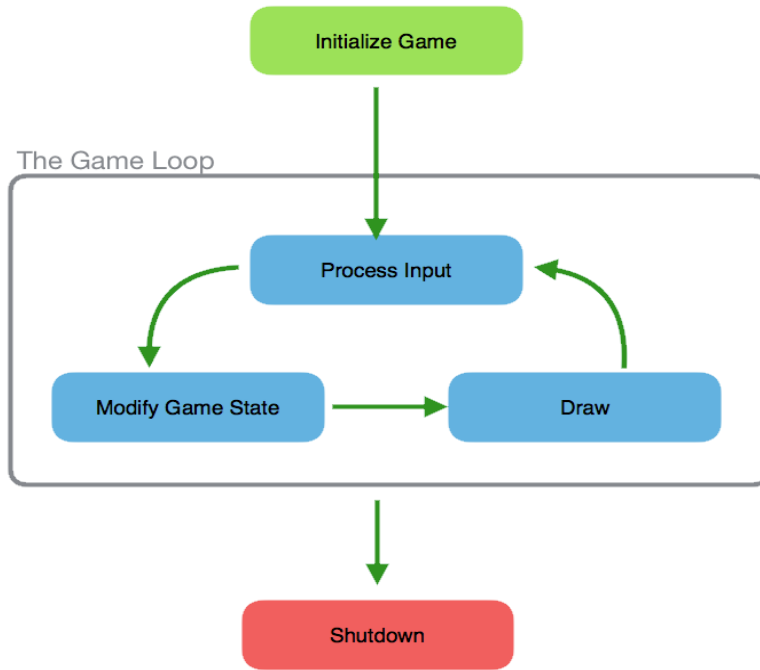 Initialize Game
The Game Loop
Process Input
Modify Game State
Draw
Shutdown